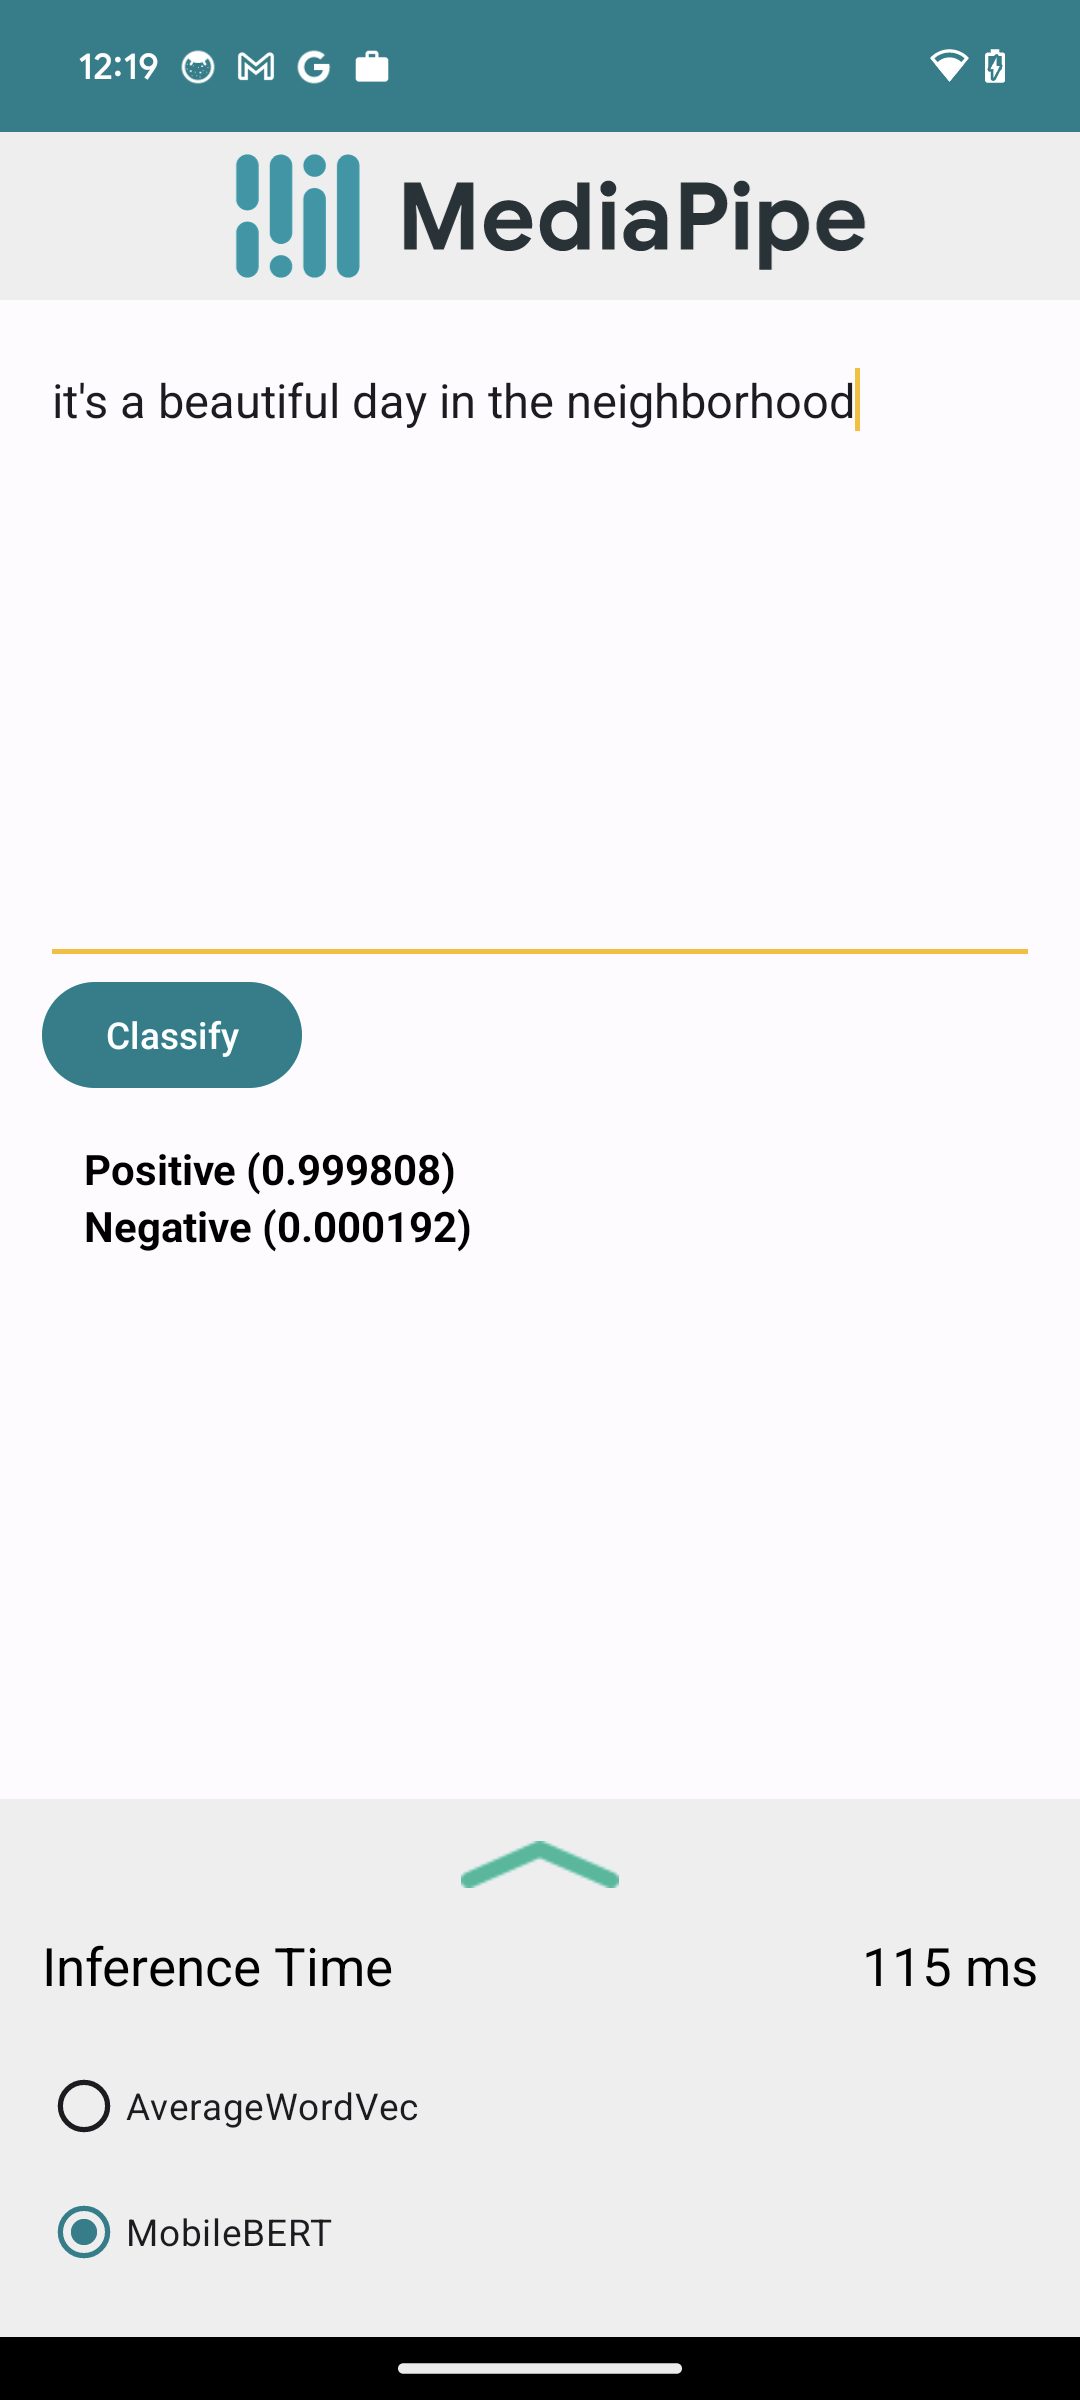 12:19
MediaPipe
it's a beautiful day in the neighborhood
Classify
Positive (0.999808)
Negative (0.000192)
Inference Time 115 ms
AverageWordVec
MobileBERT